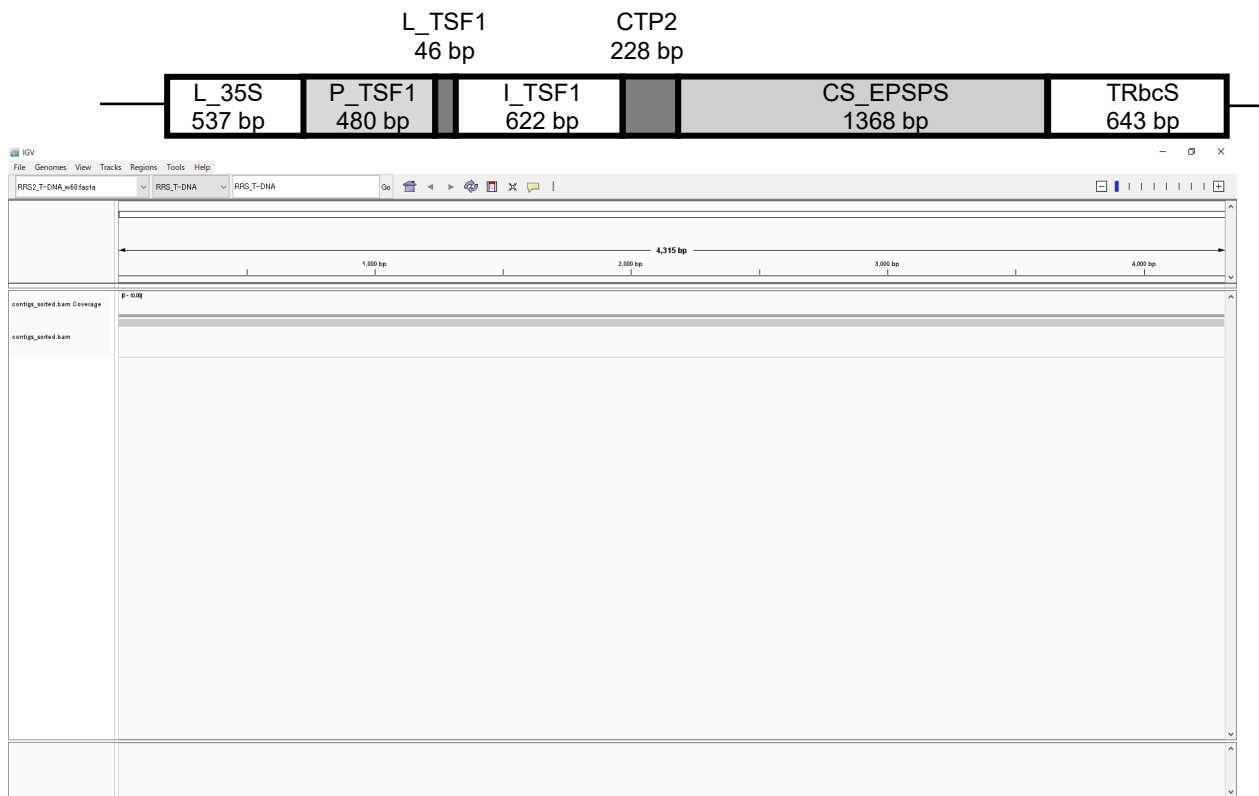 L_TSF1 CTP2
46 bp 228 bp
L_35S P_TSF1 I_TSF1 CS_EPSPS TRbcS
537 bp 480 bp 622 bp 1368 bp 643 bp
IGV
File Genomes View Tracks Regions Tools Help
RRS2_T-DNA_w60.fasta RRS_T-DNA RRS_T-DNA Go
4,315 bp
1,000 bp 2,000 bp 3,000 bp 4,000 bp
[0 - 10.00]
contigs_sorted.bam Coverage
contigs_sorted.bam